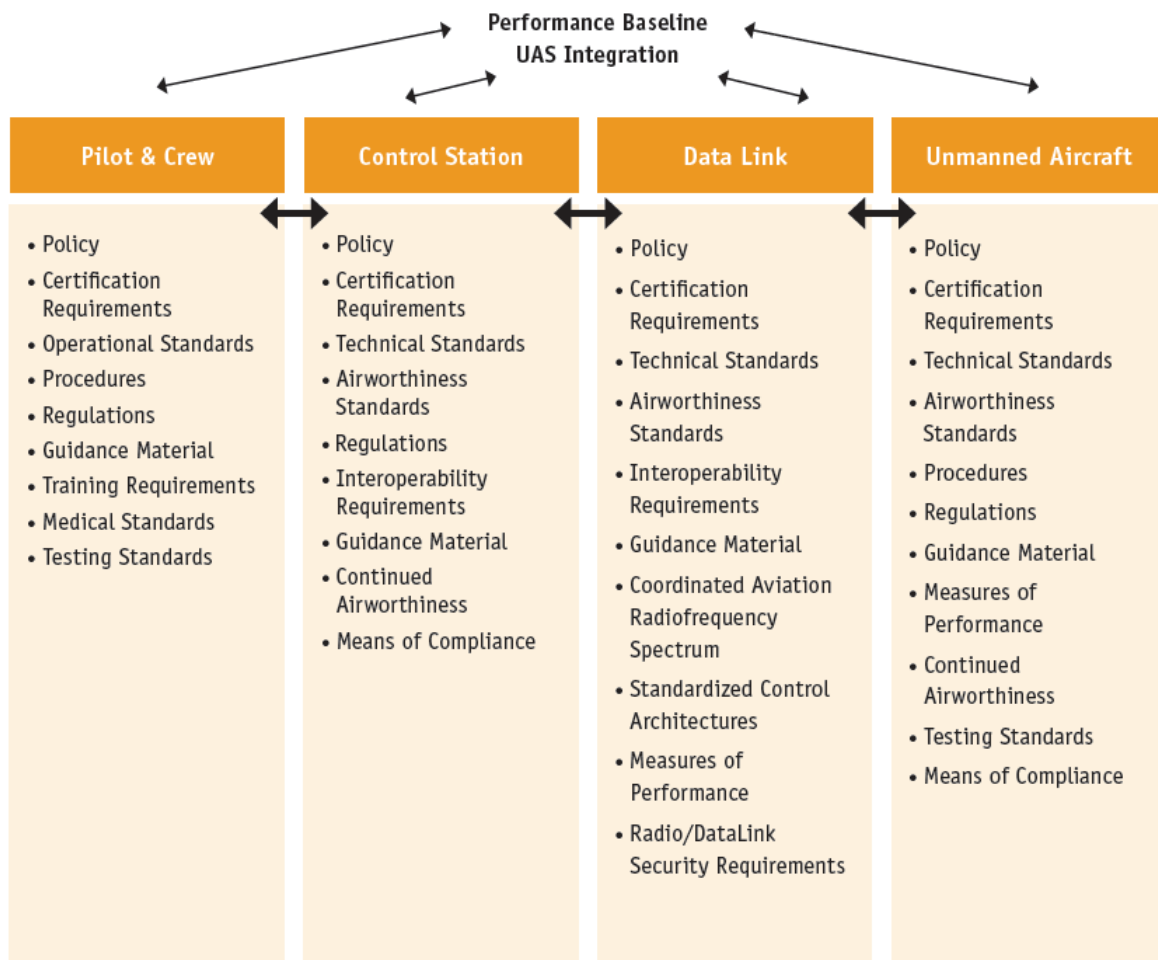 Performance Baseline
UAS Integration
Pilot & Crew
• Policy
• Certification
Requirements
• Operational Standards
• Procedures
• Regulations
• Guidance Material
• Training Requirements
• Medical Standards
• Testing Standards
Control Station
• Policy
• Certification
Requirements
• Technical Standards
• Airworthiness
Standards
• Regulations
• Interoperability
Requirements
• Guidance Material
• Continued
Airworthiness
• Means of Compliance
Data Link
• Policy
• Certification
Requirements
• Technical Standards
• Airworthiness
Standards
• Interoperability
Requirements
• Guidance Material
• Coordinated Aviation
Radiofrequency
Spectrum
• Standardized Control
Architectures
• Measures of
Performance
• Radio/DataLink
Security Requirements
Unmanned Aircraft
• Policy
• Certification
Requirements
• Technical Standards
• Airworthiness
Standards
• Procedures
• Regulations
• Guidance Material
• Measures of
Performance
• Continued
Airworthiness
• Testing Standards
• Means of Compliance